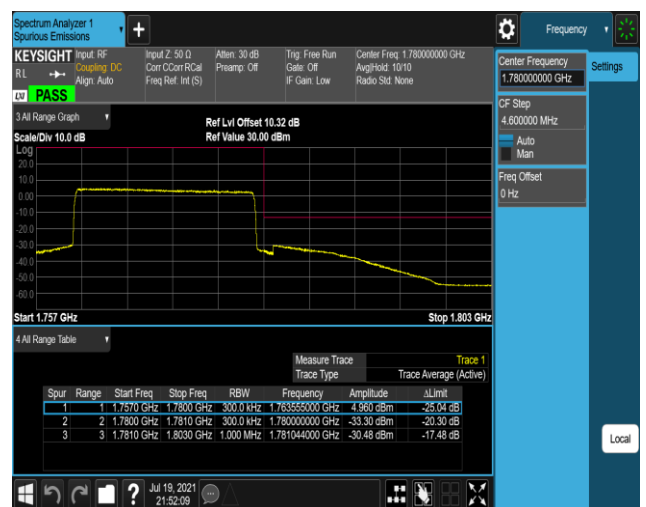 Spectrum Analyzer 1
Spurious Emissions
Frequency
KEYSIGHT
RL
LXI PASS
Input: RF
Coupling: DC
Align: Auto
Input Z: 50 Ω
Corr CCorr RCal
Freq Ref: Int (S)
Atten: 30 dB
Preamp: Off
Trig: Free Run
Gate: Off
IF Gain: Low
Center Freq: 1.780000000 GHz
Avg|Hold: 10/10
Radio Std: None
Center Frequency
1.780000000 GHz
Settings
CF Step
4.600000 MHz
Auto
Man
Freq Offset
0 Hz
3 All Range Graph
Scale/Div 10.0 dB
Ref Lvl Offset 10.32 dB
Ref Value 30.00 dBm
Log
20.0
10.0
0.00
-10.0
-20.0
-30.0
-40.0
-50.0
-60.0
Start 1.757 GHz
Stop 1.803 GHz
4 All Range Table
Measure Trace Trace 1
Trace Type Trace Average (Active)
Spur Range Start Freq Stop Freq RBW Frequency Amplitude ΔLimit
1 1 1.7570 GHz 1.7800 GHz 300.0 kHz 1.763555000 GHz 4.960 dBm -25.04 dB
2 2 1.7800 GHz 1.7810 GHz 300.0 kHz 1.780000000 GHz -33.30 dBm -20.30 dB
3 3 1.7810 GHz 1.8030 GHz 1.000 MHz 1.781044000 GHz -30.48 dBm -17.48 dB
Local
Jul 19, 2021
21:52:09